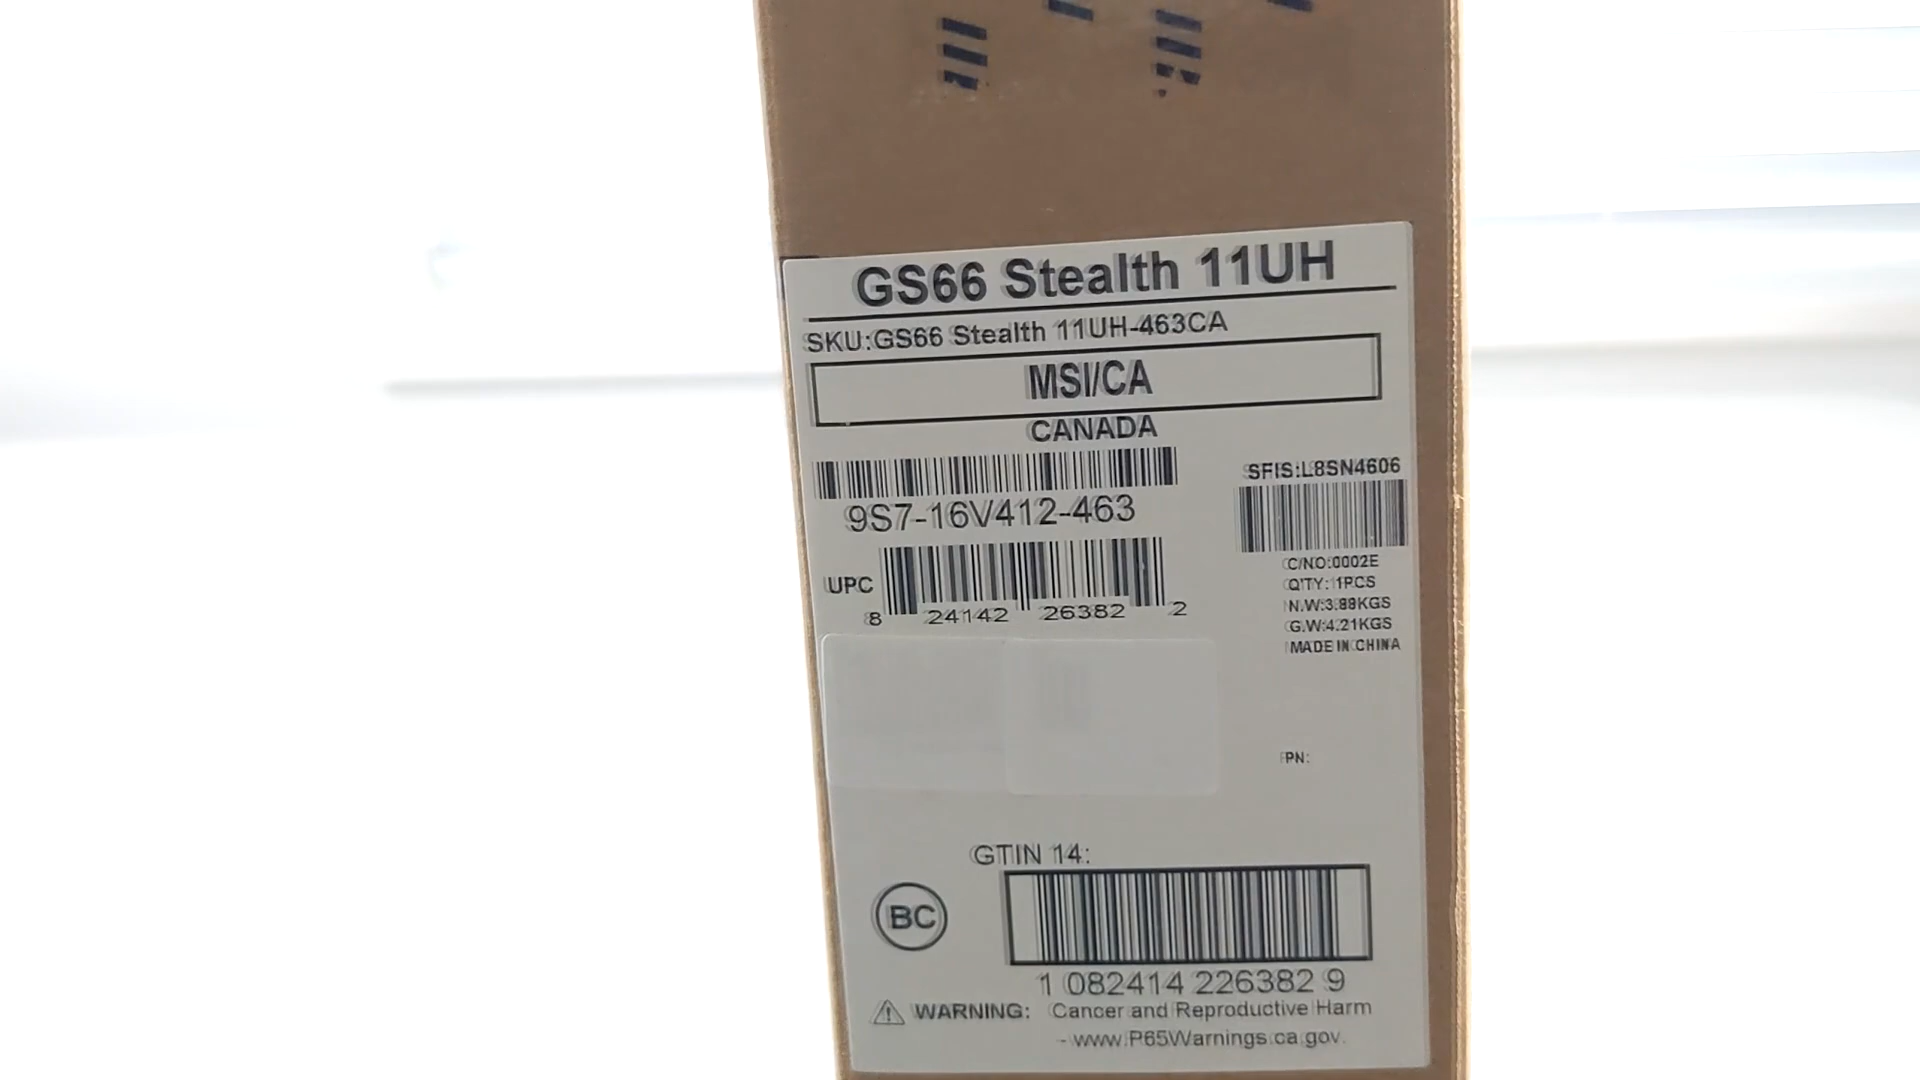 GS66 Stealth 11UH
SKU:GS66 Stealth 11UH-463CA
MSI/CA
CANADA
9S7-16V412-463
SFIS:L8SN4606
C/NO:0002E
Q'TY:1PCS
N.W:3.88KGS
G.W:4.21KGS
MADE IN CHINA
UPC
8 24142 26382 2
PN:
GTIN 14:
BC
1 082414 226382 9
WARNING: Cancer and Reproductive Harm
- www.P65Warnings.ca.gov.